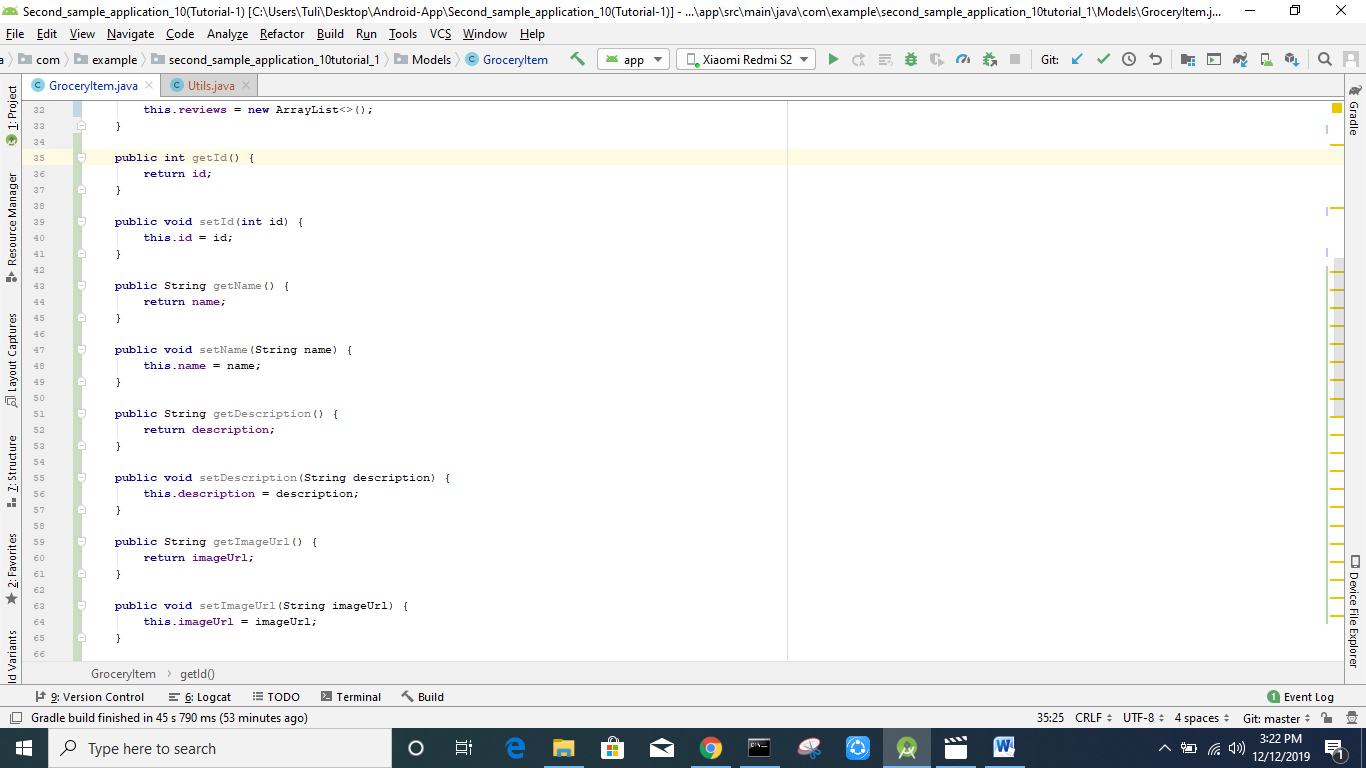 Second_sample_application_10(Tutorial-1) [C:\Users\Tuli\Desktop\Android-App\Second_sample_application_10(Tutorial-1)] - ...\app\src\main\java\com\example\second_sample_application_10tutorial_1\Models\GroceryItem.j...
File Edit View Navigate Code Analyze Refactor Build Run Tools VCS Window Help
a com example second_sample_application_10tutorial_1 Models GroceryItem app Xiaomi Redmi S2 Git:
GroceryItem.java Utils.java
32 this.reviews = new ArrayList<>();
33 }
34
35 public int getId() {
36 return id;
37 }
38
39 public void setId(int id) {
40 this.id = id;
41 }
42
43 public String getName() {
44 return name;
45 }
46
47 public void setName(String name) {
48 this.name = name;
49 }
50
51 public String getDescription() {
52 return description;
53 }
54
55 public void setDescription(String description) {
56 this.description = description;
57 }
58
59 public String getImageUrl() {
60 return imageUrl;
61 }
62
63 public void setImageUrl(String imageUrl) {
64 this.imageUrl = imageUrl;
65 }
66
1: Project
Resource Manager
Layout Captures
7: Structure
2: Favorites
ld Variants
Gradle
Device File Explorer
GroceryItem getId()
9: Version Control 6: Logcat TODO Terminal Build 1 Event Log
Gradle build finished in 45 s 790 ms (53 minutes ago) 35:25 CRLF UTF-8 4 spaces Git: master
Type here to search
3:22 PM
12/12/2019
1